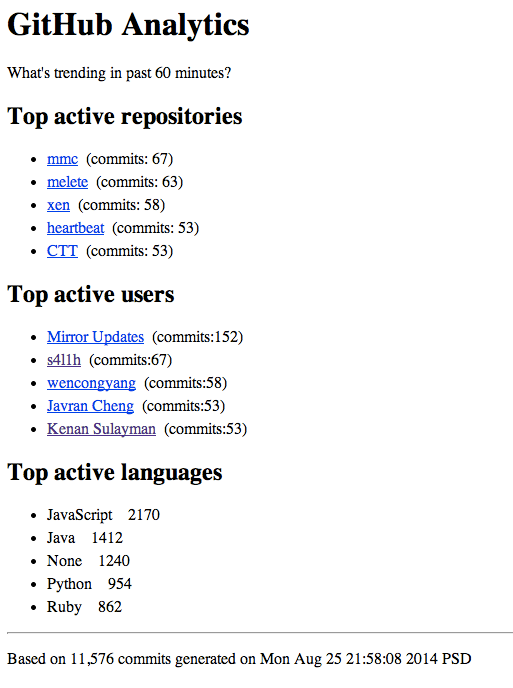 GitHub Analytics
What's trending in past 60 minutes?
Top active repositories
• mmc (commits: 67)
• melete (commits: 63)
• xen (commits: 58)
• heartbeat (commits: 53)
• CTT (commits: 53)
Top active users
• Mirror Updates (commits:152)
• s4l1h (commits:67)
• wencongyang (commits:58)
• Javran Cheng (commits:53)
• Kenan Sulayman (commits:53)
Top active languages
• JavaScript 2170
• Java 1412
• None 1240
• Python 954
• Ruby 862
Based on 11,576 commits generated on Mon Aug 25 21:58:08 2014 PSD